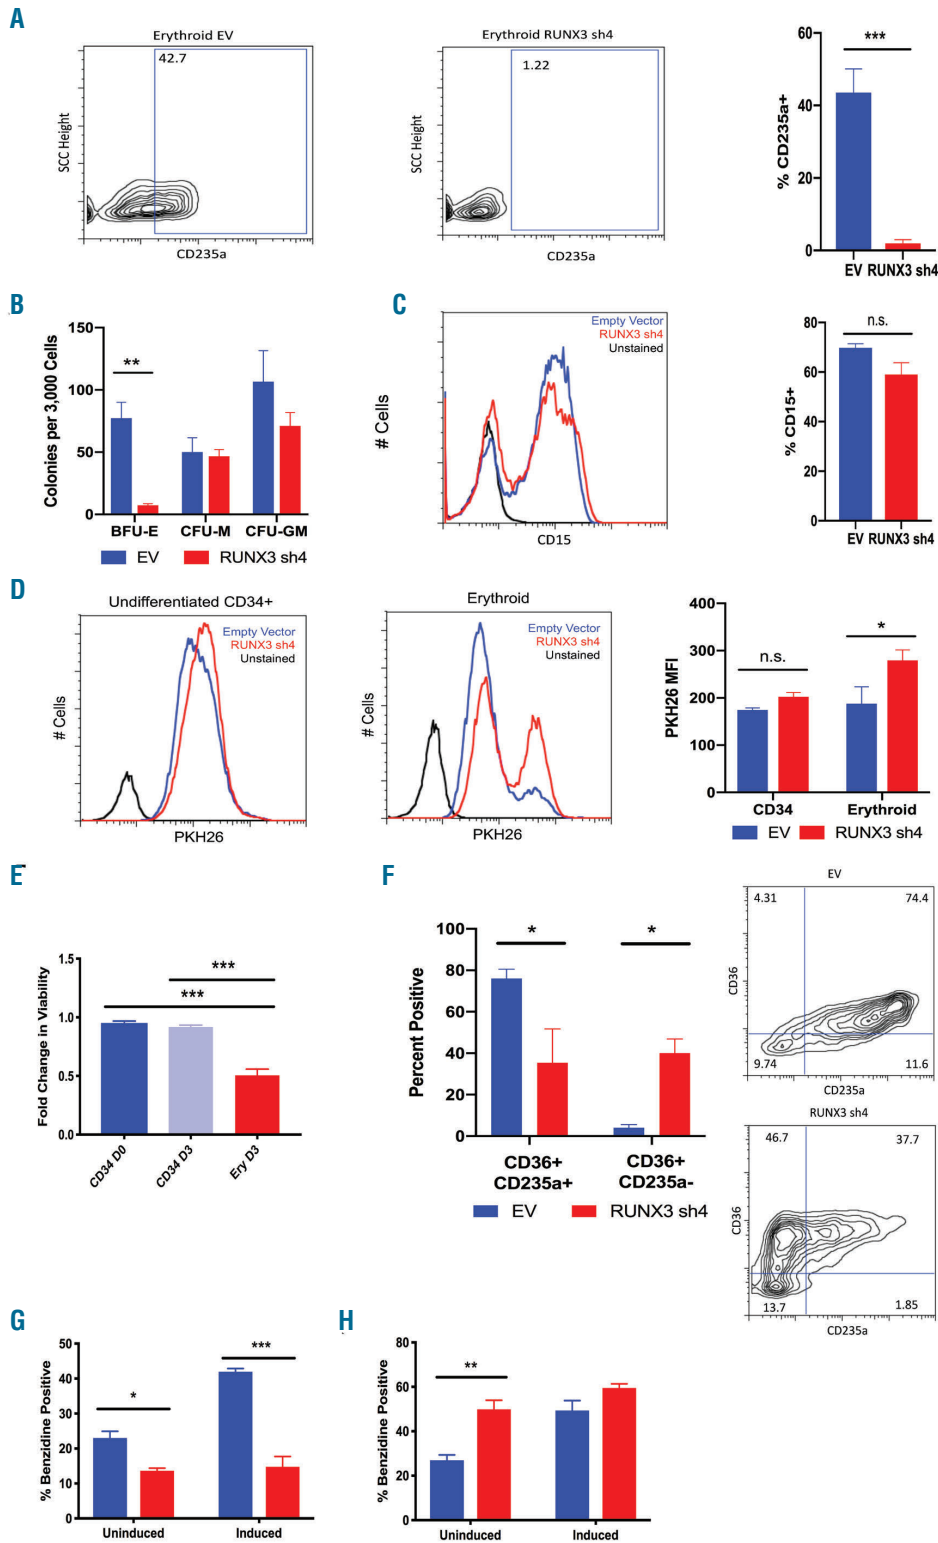 A
Erythroid EV
42.7
SCC Height
CD235a
Erythroid RUNX3 sh4
1.22
SCC Height
CD235a
60
40
20
0
% CD235a+
***
EV RUNX3 sh4
B
150
100
50
0
Colonies per 3,000 Cells
**
BFU-E CFU-M CFU-GM
EV RUNX3 sh4
C
Empty Vector
RUNX3 sh4
Unstained
# Cells
CD15
80
60
40
20
0
% CD15+
n.s.
EV RUNX3 sh4
D
Undifferentiated CD34+
Empty Vector
RUNX3 sh4
Unstained
# Cells
PKH26
Erythroid
Empty Vector
RUNX3 sh4
Unstained
# Cells
PKH26
400
300
200
100
0
PKH26 MFI
n.s.
*
CD34 Erythroid
EV RUNX3 sh4
E
1.5
1.0
0.5
0.0
Fold Change in Viability
***
***
CD34 D0
CD34 D3
Ery D3
F
100
80
60
40
20
0
Percent Positive
*
*
CD36+
CD235a+
CD36+
CD235a-
EV RUNX3 sh4
EV
4.31 74.4
CD36
9.74 11.6
CD235a
RUNX3 sh4
46.7 37.7
CD36
13.7 1.85
CD235a
G
50
40
30
20
10
0
% Benzidine Positive
*
***
Uninduced Induced
H
80
60
40
20
0
% Benzidine Positive
**
Uninduced Induced